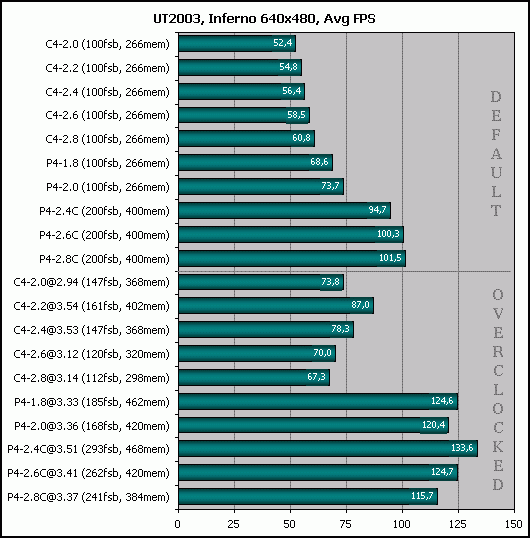 UT2003, Inferno 640x480, Avg FPS
C4-2.0 (100fsb, 266mem) 52,4
C4-2.2 (100fsb, 266mem) 54,8
C4-2.4 (100fsb, 266mem) 56,4
C4-2.6 (100fsb, 266mem) 58,5
C4-2.8 (100fsb, 266mem) 60,8
P4-1.8 (100fsb, 266mem) 68,6
P4-2.0 (100fsb, 266mem) 73,7
P4-2.4C (200fsb, 400mem) 94,7
P4-2.6C (200fsb, 400mem) 100,3
P4-2.8C (200fsb, 400mem) 101,5
DEFAULT
C4-2.0@2.94 (147fsb, 368mem) 73,8
C4-2.2@3.54 (161fsb, 402mem) 87,0
C4-2.4@3.53 (147fsb, 368mem) 78,3
C4-2.6@3.12 (120fsb, 320mem) 70,0
C4-2.8@3.14 (112fsb, 298mem) 67,3
P4-1.8@3.33 (185fsb, 462mem) 124,6
P4-2.0@3.36 (168fsb, 420mem) 120,4
P4-2.4C@3.51 (293fsb, 468mem) 133,6
P4-2.6C@3.41 (262fsb, 420mem) 124,7
P4-2.8C@3.37 (241fsb, 384mem) 115,7
OVERCLOCKED
0 25 50 75 100 125 150